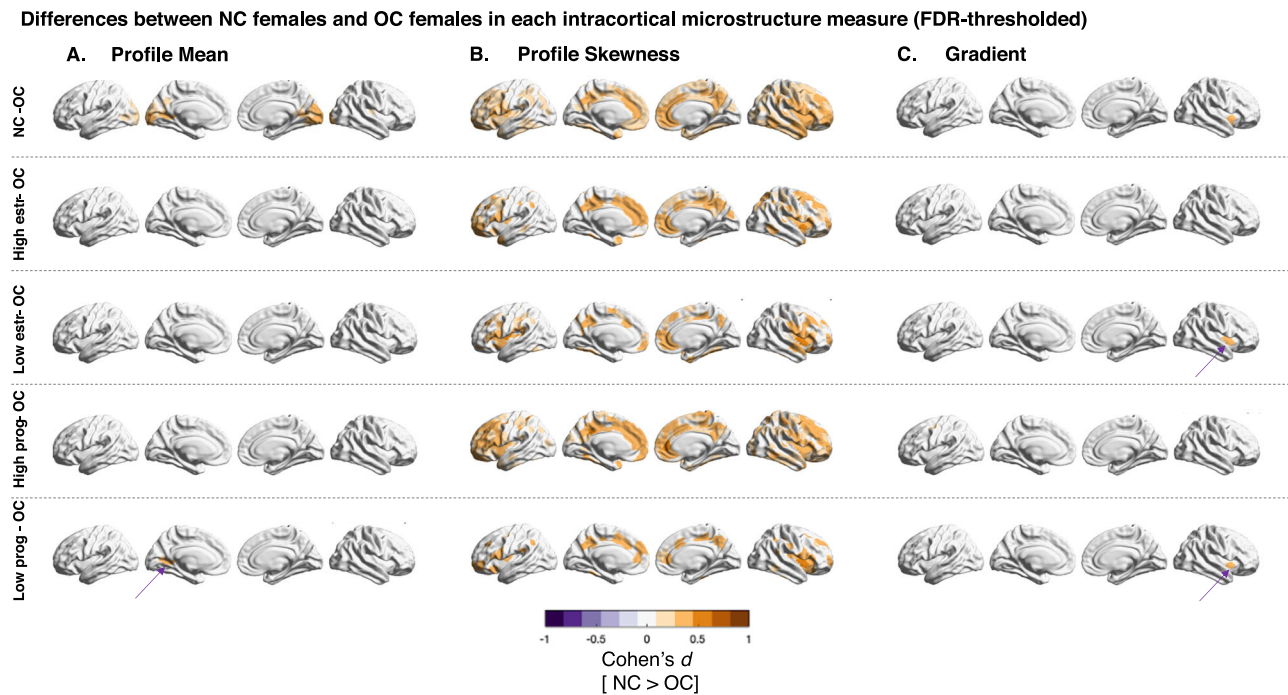 Differences between NC females and OC females in each intracortical microstructure measure (FDR-thresholded)
A. Profile Mean
B. Profile Skewness
C. Gradient
NC -OC
High estr- OC
Low estr- OC
High prog- OC
Low prog - OC
-1 -0.5 0 0.5 1
Cohen's d
[ NC > OC]